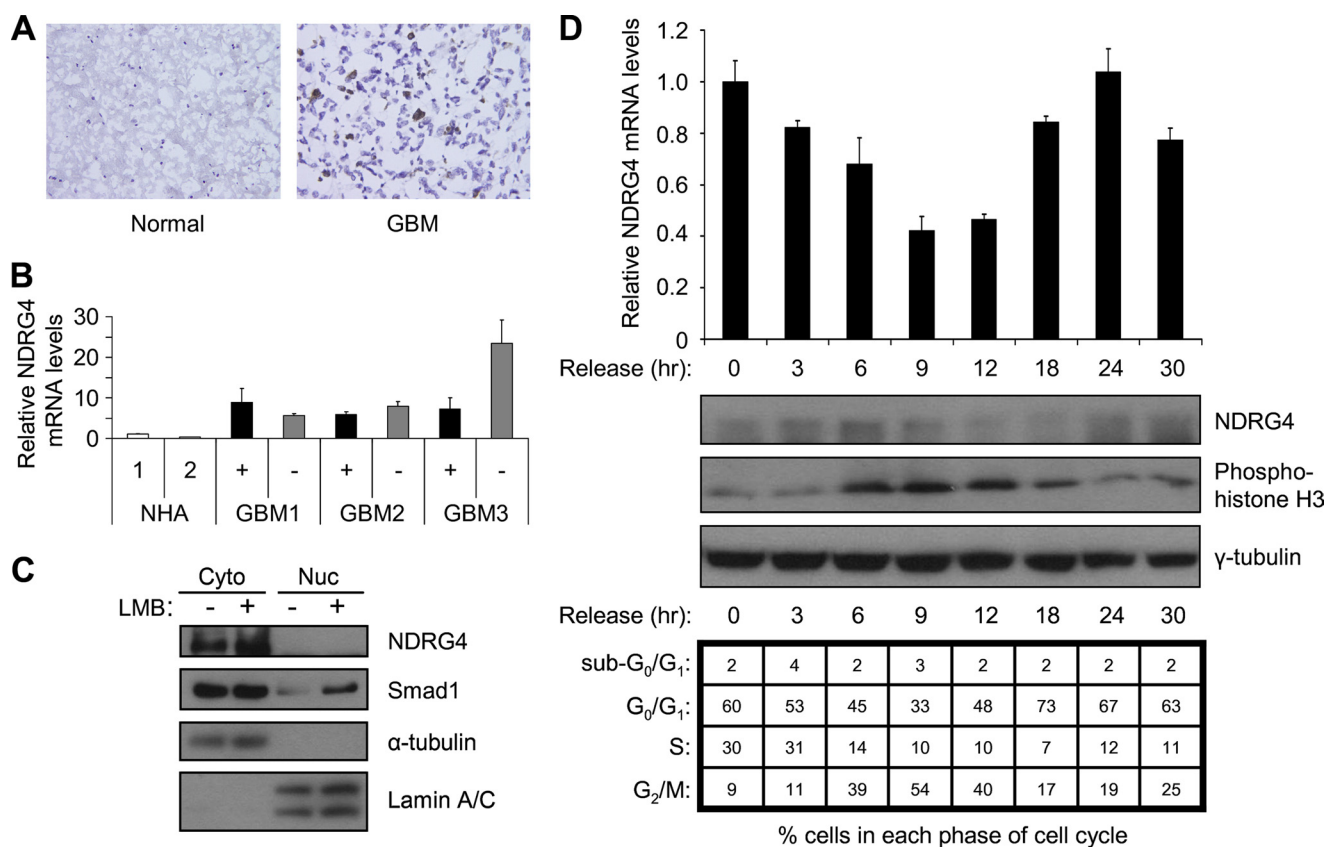 A
Normal
GBM
B
Relative NDRG4
mRNA levels
30
20
10
0
1 2 + - + - + -
NHA GBM1 GBM2 GBM3
C
Cyto Nuc
LMB: - + - +
NDRG4
Smad1
α-tubulin
Lamin A/C
D
Relative NDRG4 mRNA levels
1.2
1.0
0.8
0.6
0.4
0.2
0
Release (hr): 0 3 6 9 12 18 24 30
NDRG4
Phospho-
histone H3
γ-tubulin
Release (hr): 0 3 6 9 12 18 24 30
sub-G₀/G₁: 2 4 2 3 2 2 2 2
G₀/G₁: 60 53 45 33 48 73 67 63
S: 30 31 14 10 10 7 12 11
G₂/M: 9 11 39 54 40 17 19 25
% cells in each phase of cell cycle